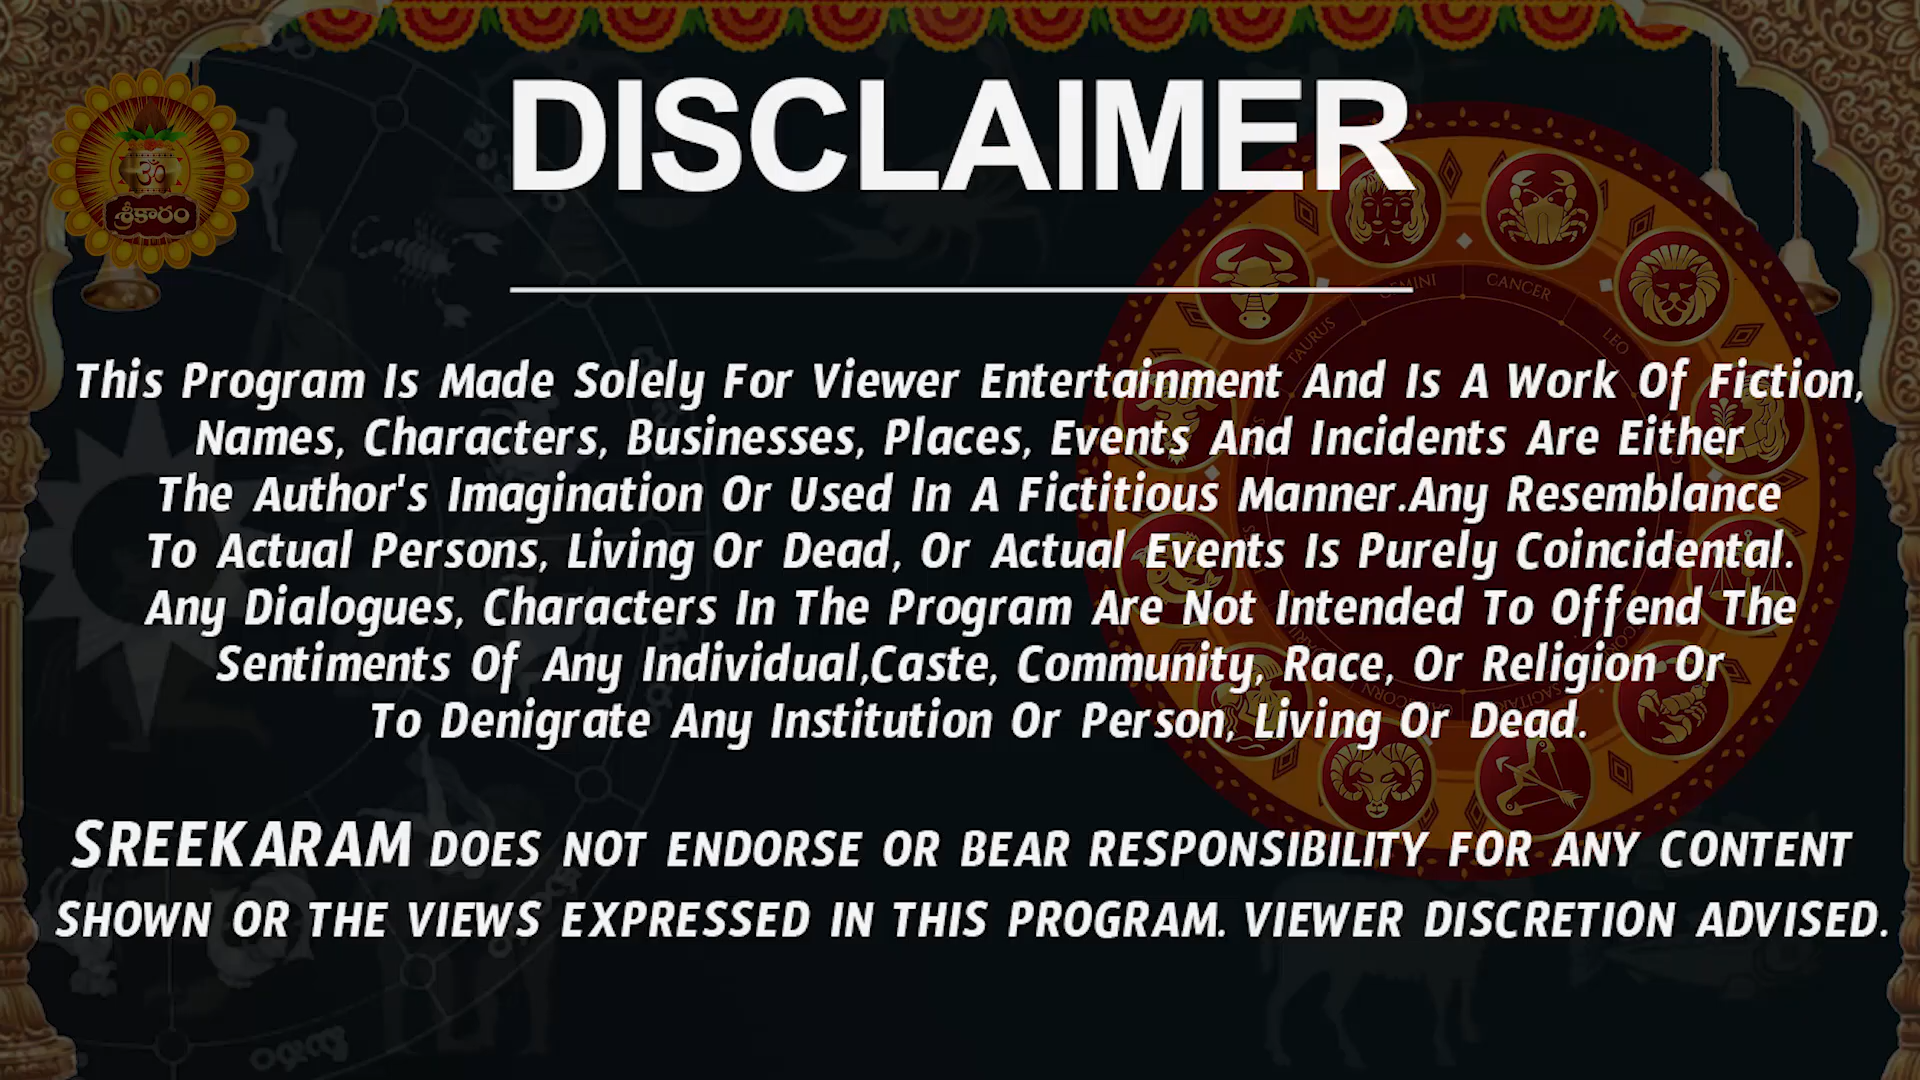 DISCLAIMER
ॐ
శ్రీకారం
GEMINI
CANCER
TAURUS
LEO
This Program Is Made Solely For Viewer Entertainment And Is A Work Of Fiction,
Names, Characters, Businesses, Places, Events And Incidents Are Either
The Author's Imagination Or Used In A Fictitious Manner.Any Resemblance
To Actual Persons, Living Or Dead, Or Actual Events Is Purely Coincidental.
Any Dialogues, Characters In The Program Are Not Intended To Offend The
Sentiments Of Any Individual,Caste, Community, Race, Or Religion Or
To Denigrate Any Institution Or Person, Living Or Dead.
SREEKARAM DOES NOT ENDORSE OR BEAR RESPONSIBILITY FOR ANY CONTENT
SHOWN OR THE VIEWS EXPRESSED IN THIS PROGRAM. VIEWER DISCRETION ADVISED.